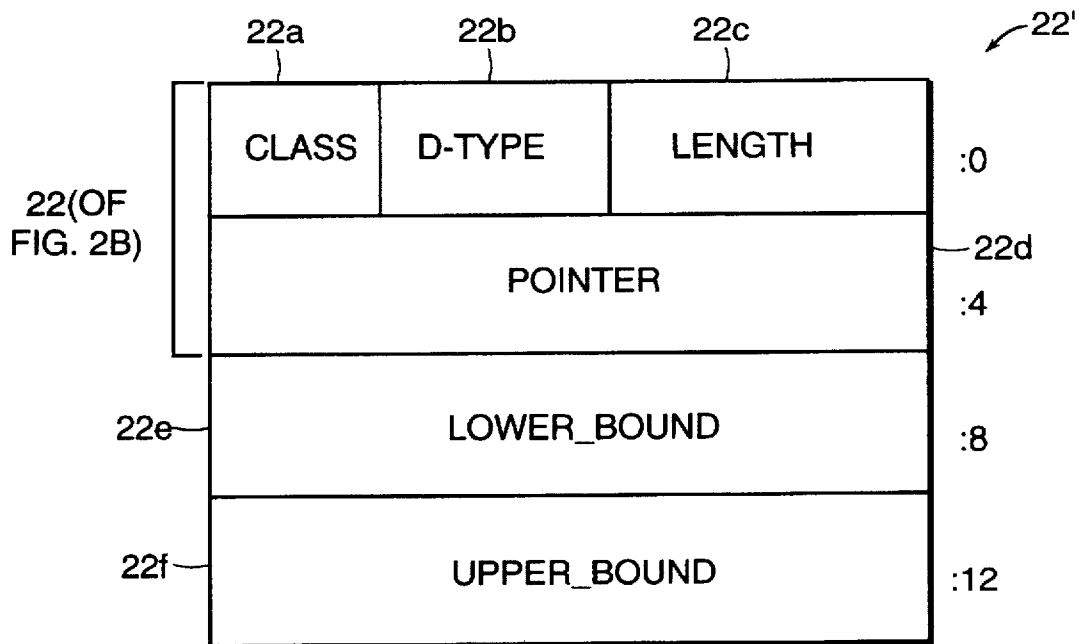 22a 22b 22c 22'
CLASS D-TYPE LENGTH :0
22(OF
FIG. 2B)
22d
POINTER :4
22e LOWER_BOUND :8
22f UPPER_BOUND :12